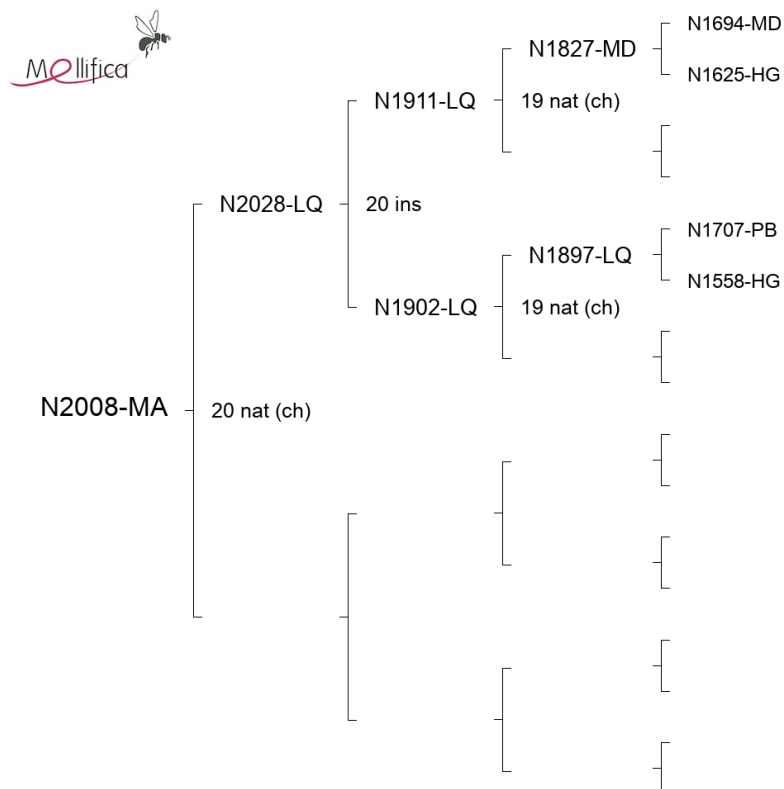 Mellifica
N1694-MD
N1827-MD
N1625-HG
N1911-LQ 19 nat (ch)
N2028-LQ 20 ins
N1707-PB
N1897-LQ
N1558-HG
N1902-LQ 19 nat (ch)
N2008-MA 20 nat (ch)